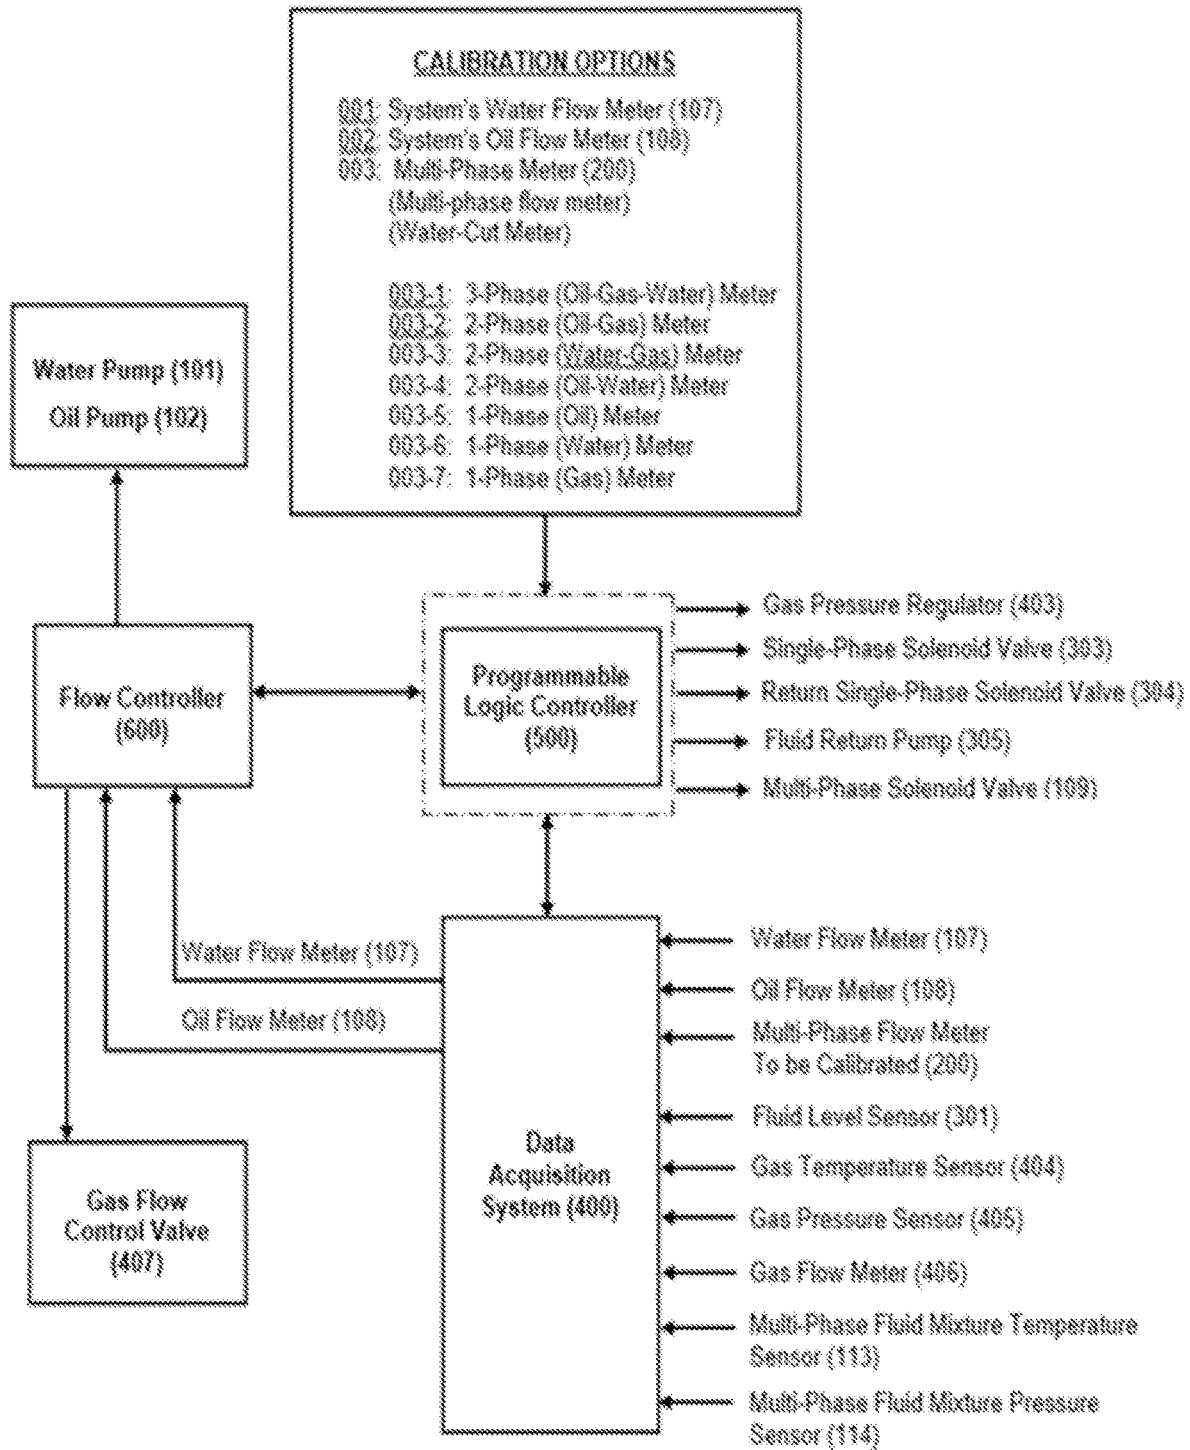 CALIBRATION OPTIONS
001: System's Water Flow Meter (107)
002: System's Oil Flow Meter (108)
003: Multi-Phase Meter (200)
(Multi-phase flow meter)
(Water-Cut Meter)
003-1: 3-Phase (Oil-Gas-Water) Meter
003-2: 2-Phase (Oil-Gas) Meter
003-3: 2-Phase (Water-Gas) Meter
003-4: 2-Phase (Oil-Water) Meter
003-5: 1-Phase (Oil) Meter
003-6: 1-Phase (Water) Meter
003-7: 1-Phase (Gas) Meter
Water Pump (101)
Oil Pump (102)
Flow Controller
(600)
Programmable
Logic Controller
(500)
Gas Pressure Regulator (403)
Single-Phase Solenoid Valve (303)
Return Single-Phase Solenoid Valve (304)
Fluid Return Pump (305)
Multi-Phase Solenoid Valve (109)
Water Flow Meter (107)
Oil Flow Meter (108)
Gas Flow
Control Valve
(407)
Data
Acquisition
System (400)
Water Flow Meter (107)
Oil Flow Meter (108)
Multi-Phase Flow Meter
To be Calibrated (200)
Fluid Level Sensor (301)
Gas Temperature Sensor (404)
Gas Pressure Sensor (405)
Gas Flow Meter (406)
Multi-Phase Fluid Mixture Temperature
Sensor (113)
Multi-Phase Fluid Mixture Pressure
Sensor (114)